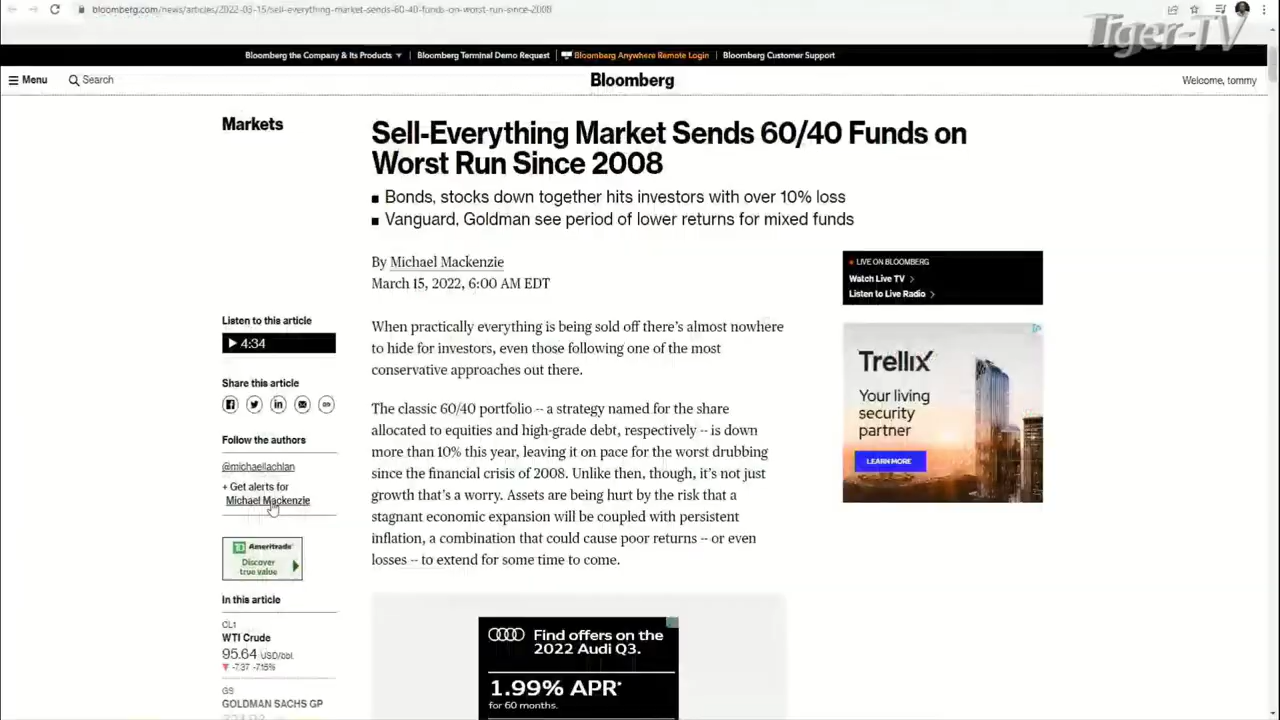 bloomberg.com/news/articles/2022-03-15/sell-everything-market-sends-60-40-funds-on-worst-run-since-2008
Tiger-TV
Bloomberg the Company & Its Products
Bloomberg Terminal Demo Request
Bloomberg Anywhere Remote Login
Bloomberg Customer Support
Menu
Search
Bloomberg
Welcome, tommy
Markets
Sell-Everything Market Sends 60/40 Funds on
Worst Run Since 2008
Bonds, stocks down together hits investors with over 10% loss
Vanguard, Goldman see period of lower returns for mixed funds
By Michael Mackenzie
March 15, 2022, 6:00 AM EDT
LIVE ON BLOOMBERG
Watch Live TV
Listen to Live Radio
Listen to this article
4:34
Share this article
Follow the authors
@michaellachlan
+ Get alerts for
Michael Mackenzie
When practically everything is being sold off there's almost nowhere
to hide for investors, even those following one of the most
conservative approaches out there.
The classic 60/40 portfolio -- a strategy named for the share
allocated to equities and high-grade debt, respectively -- is down
more than 10% this year, leaving it on pace for the worst drubbing
since the financial crisis of 2008. Unlike then, though, it's not just
growth that's a worry. Assets are being hurt by the risk that a
stagnant economic expansion will be coupled with persistent
inflation, a combination that could cause poor returns -- or even
losses -- to extend for some time to come.
Trellix
Your living
security
partner
LEARN MORE
TD Ameritrade
Discover
true value
In this article
CL1
WTI Crude
95.64 USD/bbl.
-7.37 -7.15%
GS
GOLDMAN SACHS GP
Find offers on the
2022 Audi Q3.
1.99% APR*
for 60 months.